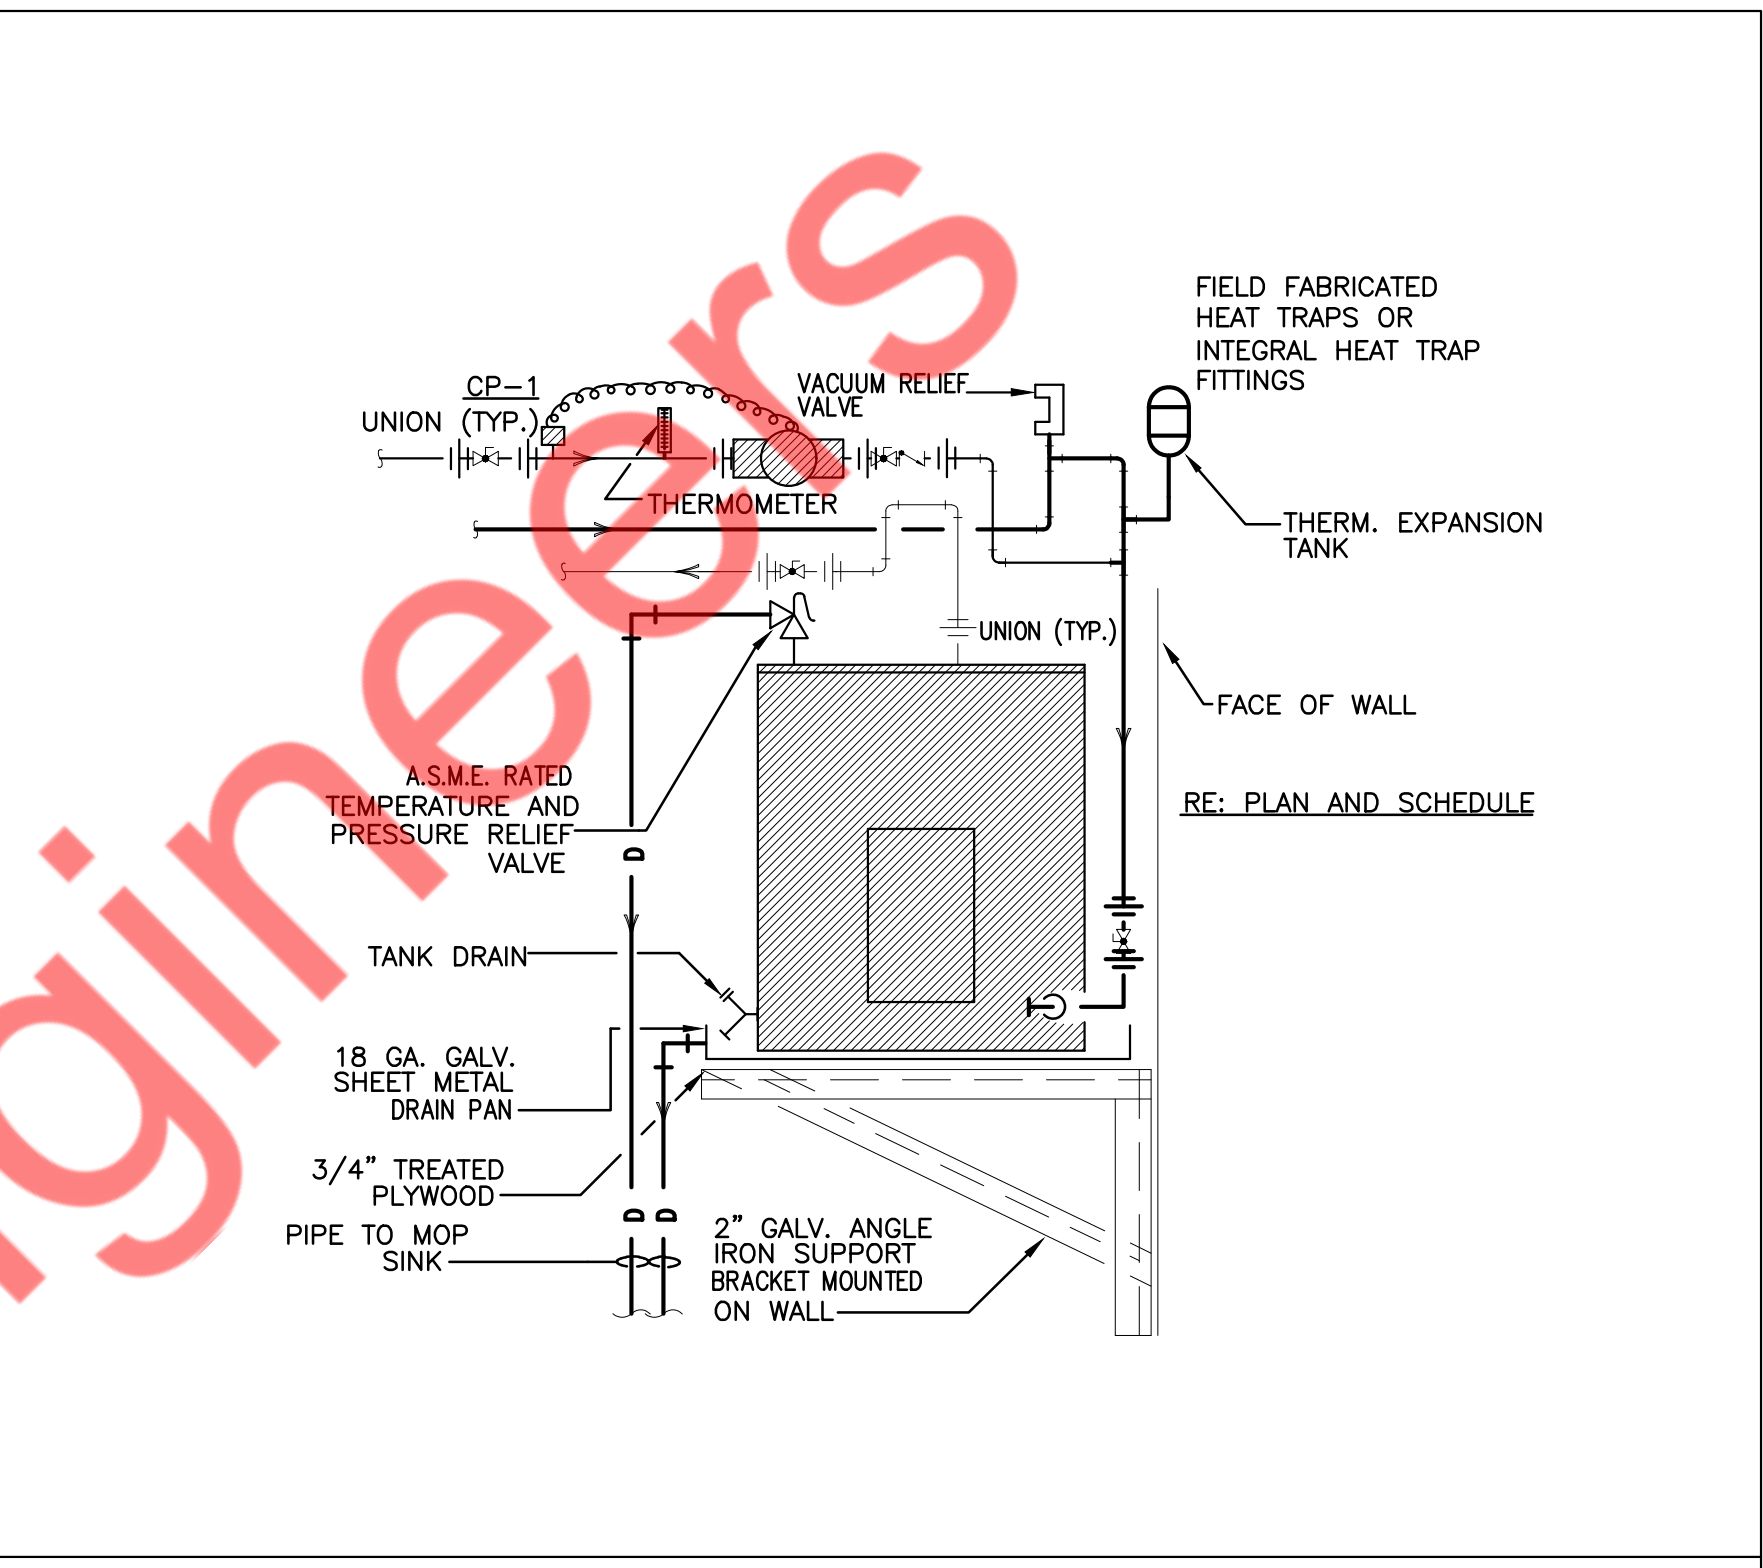 FIELD FABRICATED
HEAT TRAPS OR
INTEGRAL HEAT TRAP
FITTINGS
CP-1
UNION (TYP.)
VACUUM RELIEF
VALVE
THERMOMETER
THERM. EXPANSION
TANK
UNION (TYP.)
FACE OF WALL
A.S.M.E. RATED
TEMPERATURE AND
PRESSURE RELIEF
VALVE
RE: PLAN AND SCHEDULE
D
TANK DRAIN
18 GA. GALV.
SHEET METAL
DRAIN PAN
3/4" TREATED
PLYWOOD
D D
PIPE TO MOP
SINK
2" GALV. ANGLE
IRON SUPPORT
BRACKET MOUNTED
ON WALL
gineers